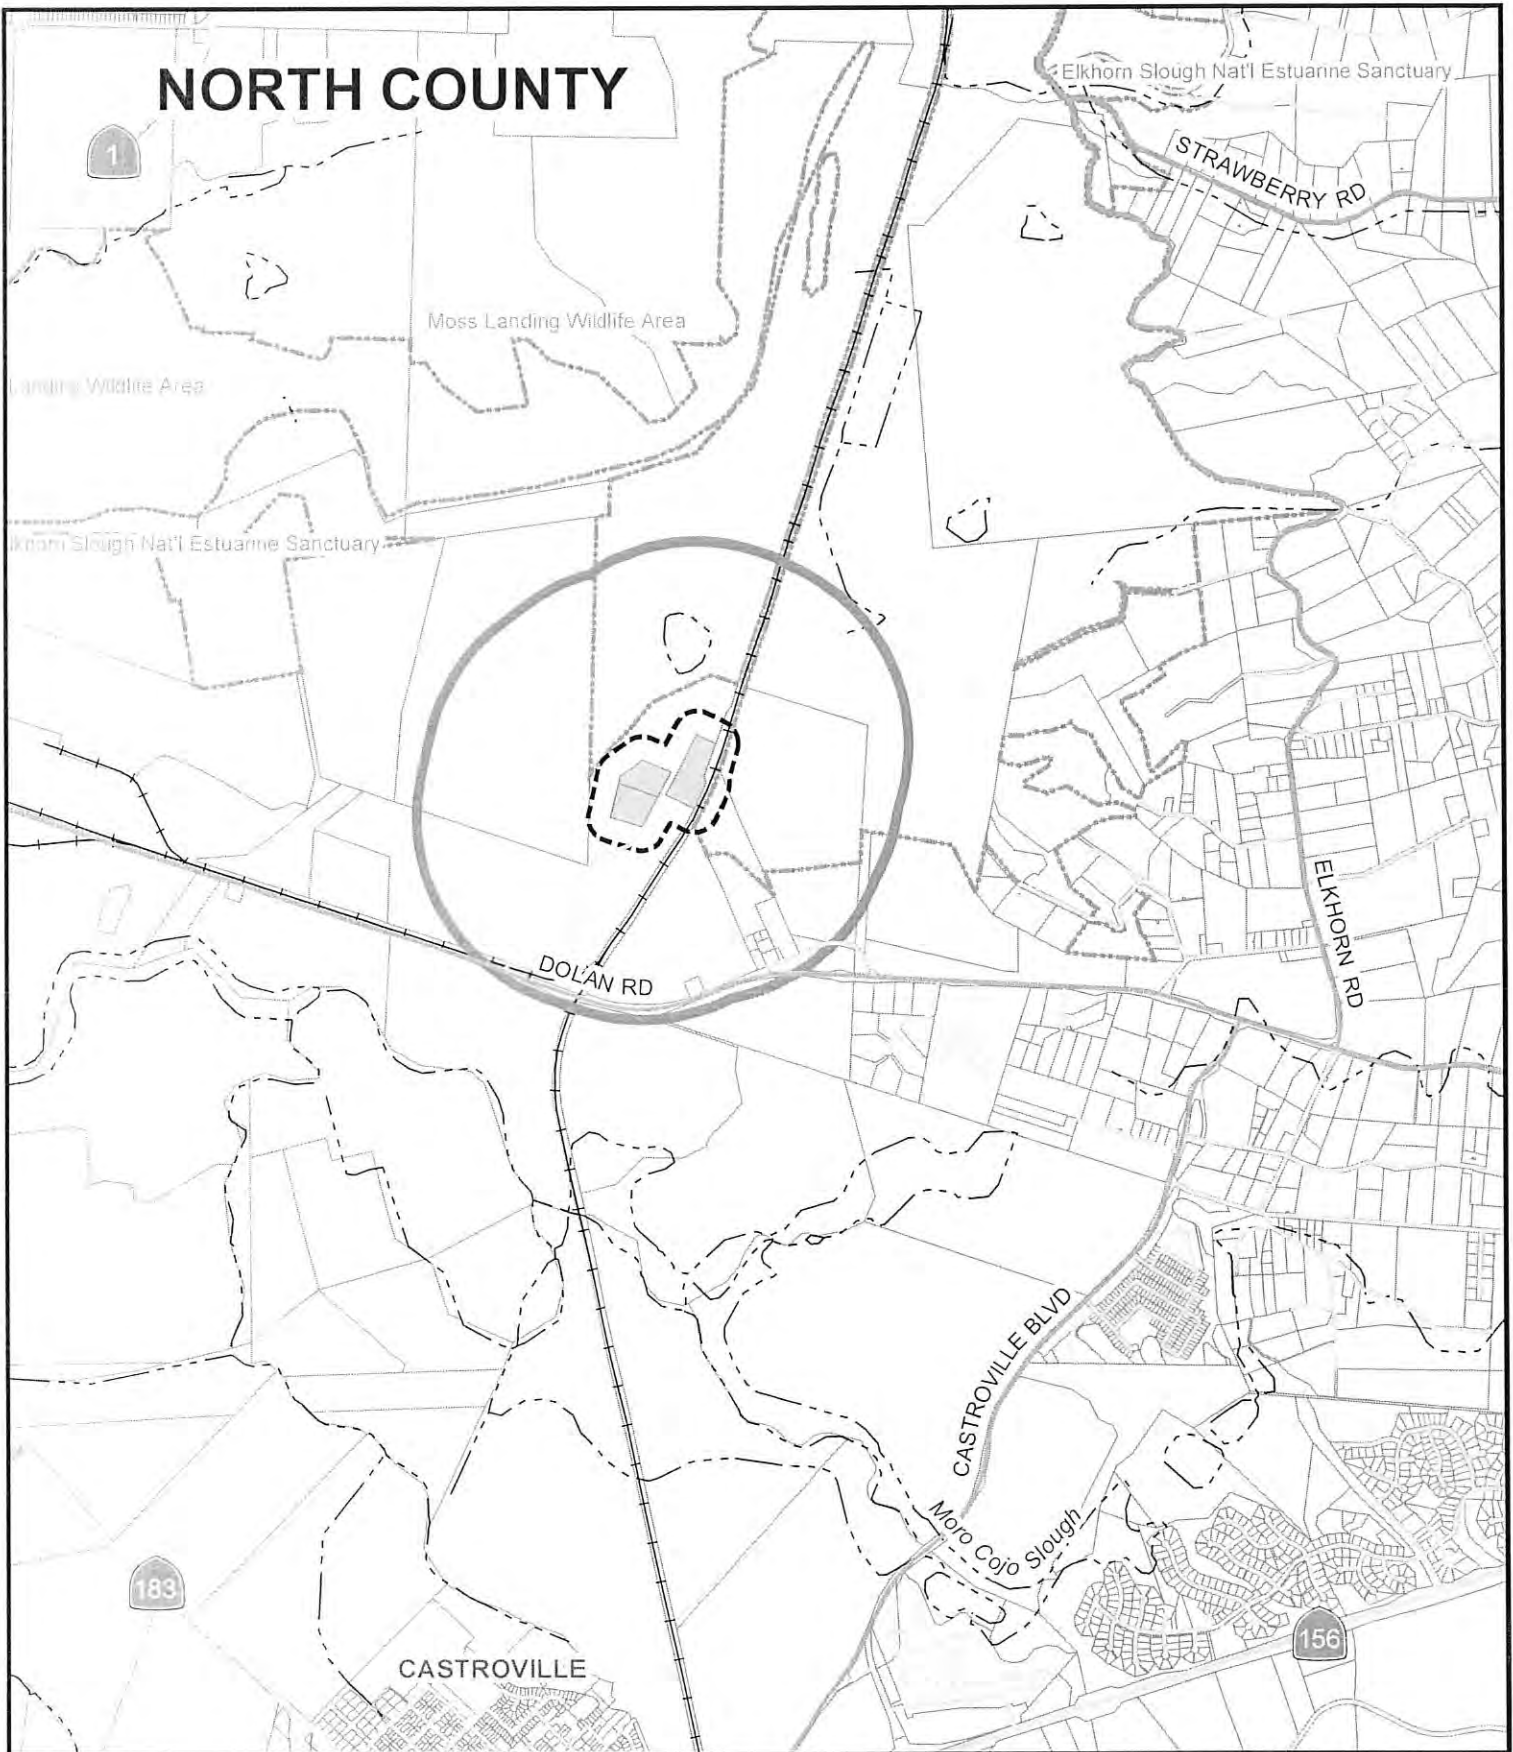 NORTH COUNTY
Elkhorn Slough Nat'l Estuarine Sanctuary
1
STRAWBERRY RD
Moss Landing Wildlife Area
Landing Wildlife Area
lkhorn Slough Nat'l Estuarine Sanctuary
ELKHORN RD
DOLAN RD
CASTROVILLE BLVD
Moro Cojo Slough
183
156
CASTROVILLE